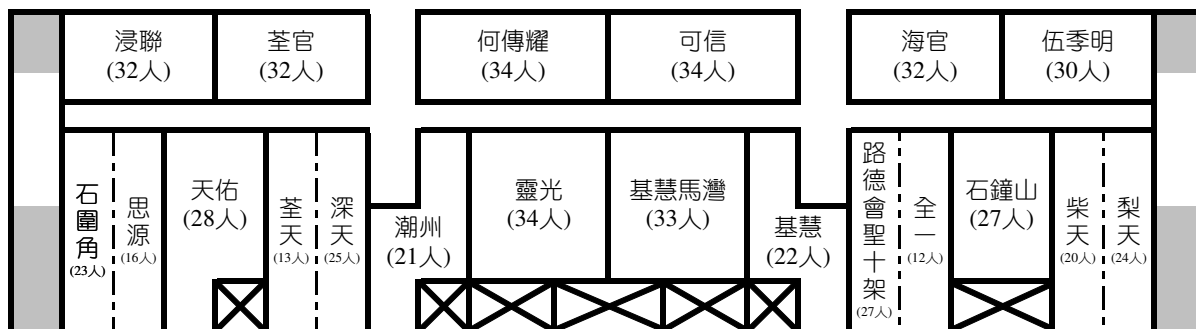 浸聯
(32人)
荃官
(32人)
何傳耀
(34人)
可信
(34人)
海官
(32人)
伍季明
(30人)
石圍角
(23人)
思源
(16人)
天佑
(28人)
荃天
(13人)
深天
(25人)
潮州
(21人)
靈光
(34人)
基慧馬灣
(33人)
基慧
(22人)
路德會聖十架
(27人)
全一
(12人)
石鐘山
(27人)
柴天
(20人)
梨天
(24人)